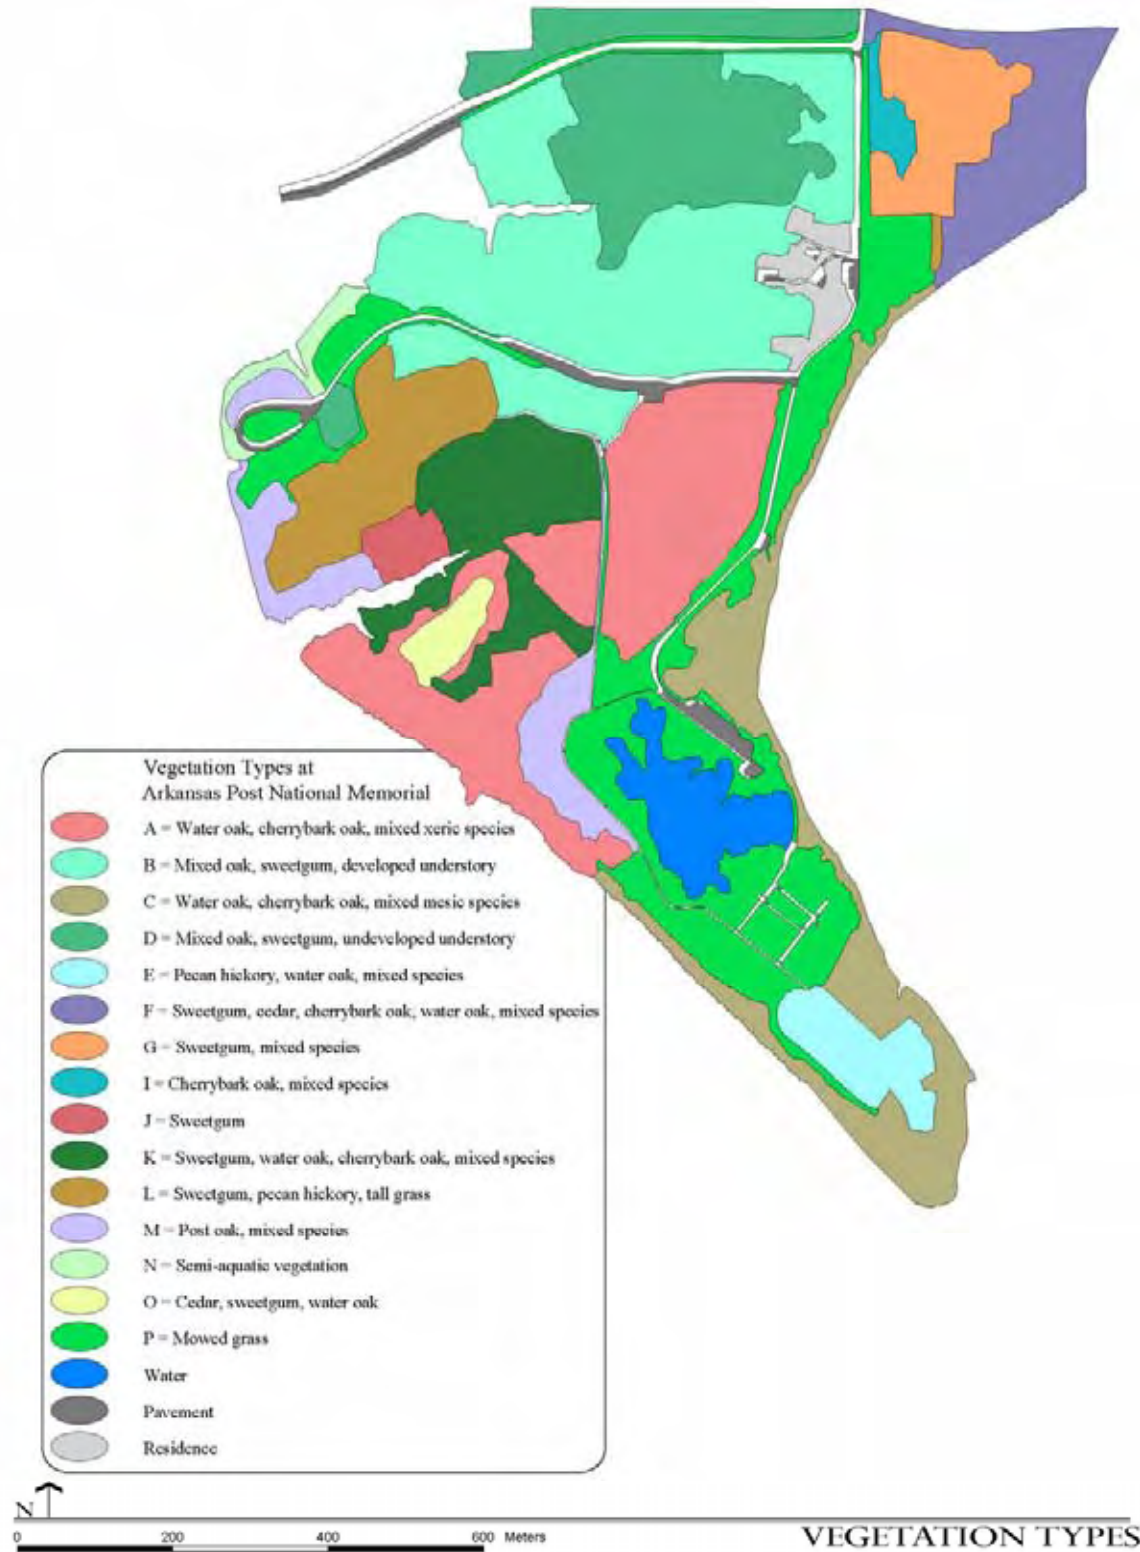 Vegetation Types at
Arkansas Post National Memorial
A = Water oak, cherrybark oak, mixed xeric species
B = Mixed oak, sweetgum, developed understory
C = Water oak, cherrybark oak, mixed mesic species
D = Mixed oak, sweetgum, undeveloped understory
E = Pecan hickory, water oak, mixed species
F = Sweetgum, cedar, cherrybark oak, water oak, mixed species
G = Sweetgum, mixed species
I = Cherrybark oak, mixed species
J = Sweetgum
K = Sweetgum, water oak, cherrybark oak, mixed species
L = Sweetgum, pecan hickory, tall grass
M = Post oak, mixed species
N = Semi-aquatic vegetation
O = Cedar, sweetgum, water oak
P = Mowed grass
Water
Pavement
Residence
N
0 200 400 600 Meters
VEGETATION TYPES